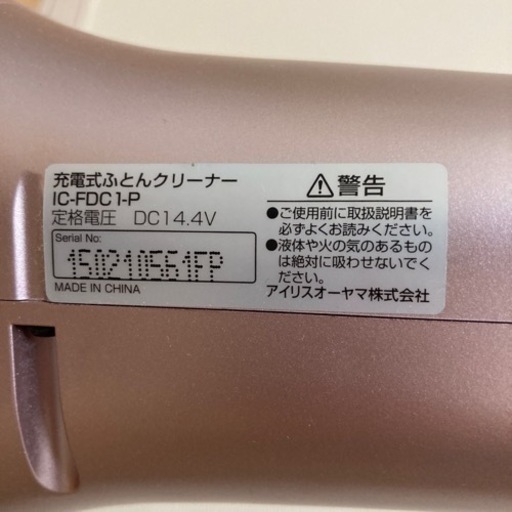 充電式ふとんクリーナー
IC-FDC1-P
定格電圧 DC14.4V
Serial No:
150210561FP
MADE IN CHINA
⚠警告
●ご使用前に取扱説明書を
必ずよくお読みください。
●液体や火の気のあるもの
は絶対に吸わせないでく
ださい。
アイリスオーヤマ株式会社